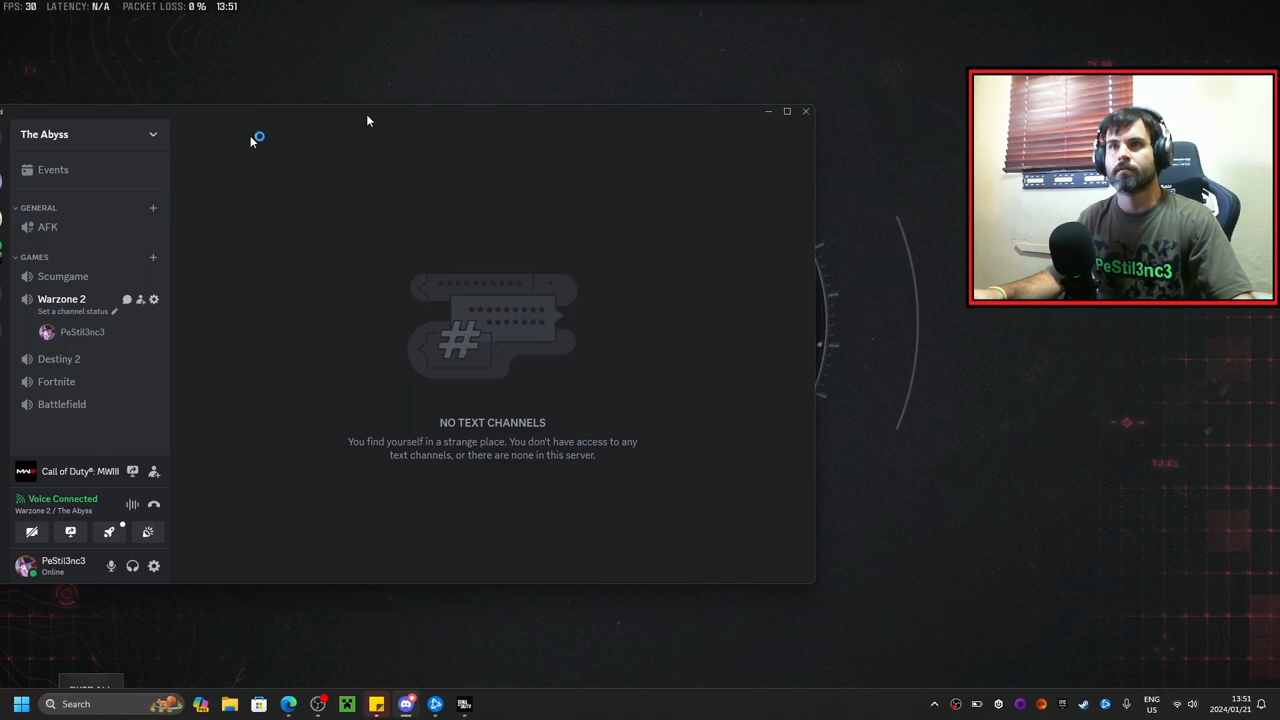 FPS: 30 LATENCY: N/A PACKET LOSS: 0 % 13:51
The Abyss
Events
GENERAL
AFK
GAMES
Scumgame
Warzone 2
Set a channel status
PeStil3nc3
Destiny 2
Fortnite
Battlefield
Call of Duty®: MWIII
Voice Connected
Warzone 2 / The Abyss
PeStil3nc3
Online
NO TEXT CHANNELS
You find yourself in a strange place. You don't have access to any
text channels, or there are none in this server.
PeStil3nc3
Search
ENG
US
13:51
2024/01/21